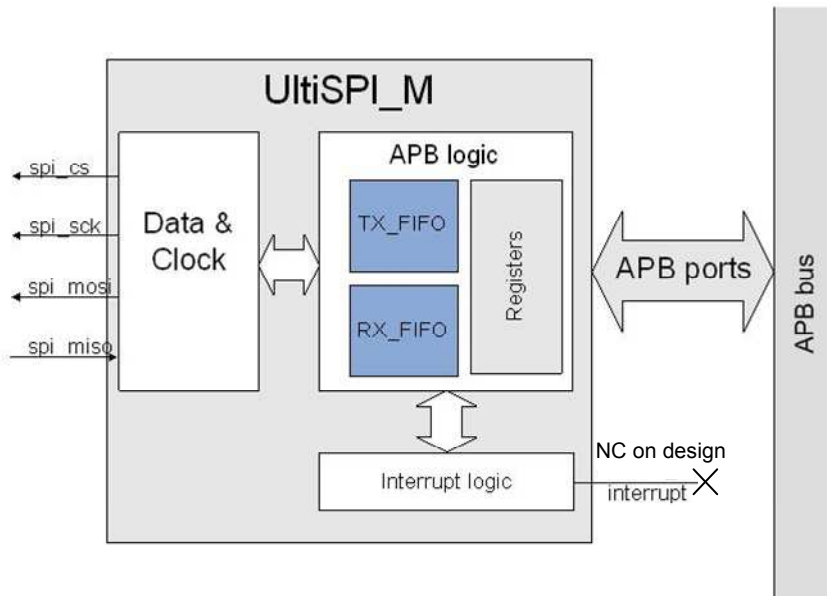 UltiSPI_M
spi_cs
spi_sck
spi_mosi
spi_miso
Data &
Clock
APB logic
TX_FIFO
RX_FIFO
Registers
APB ports
APB bus
Interrupt logic
NC on design
interrupt